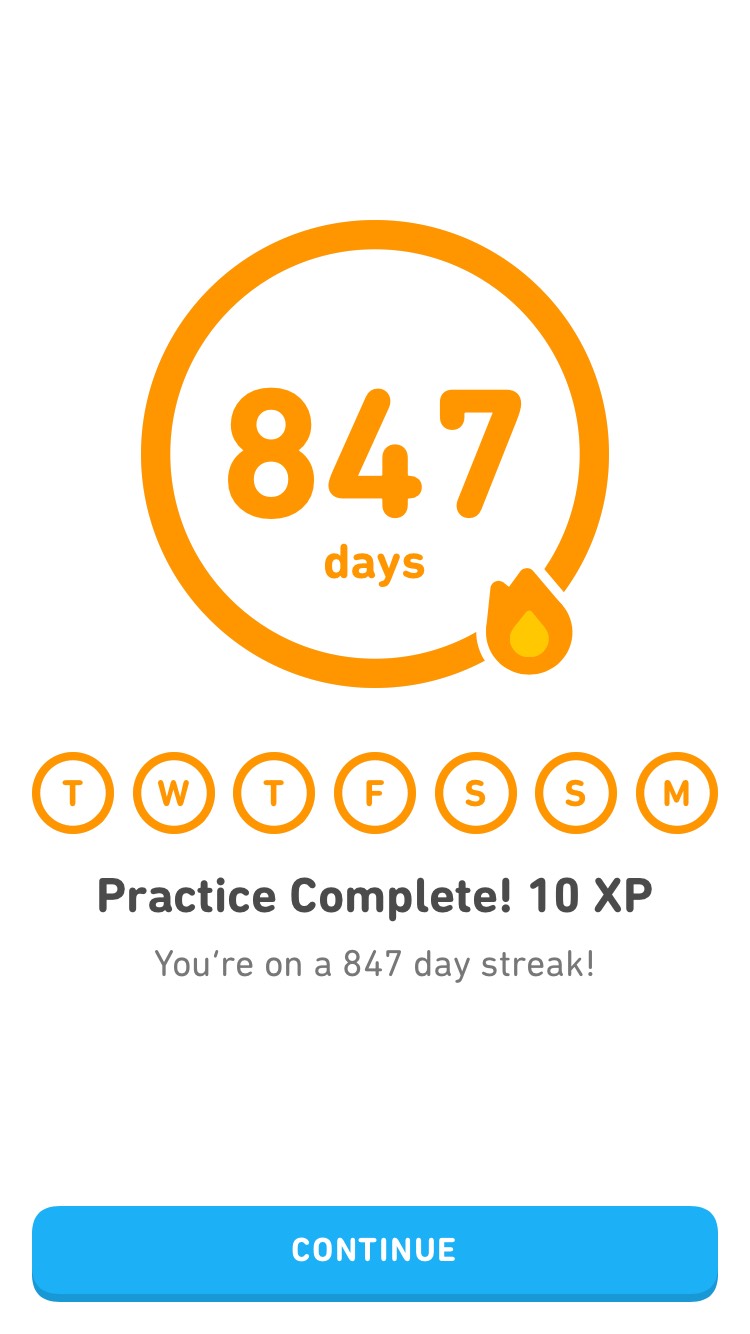 847
days
T W T F S S M
Practice Complete! 10 XP
You’re on a 847 day streak!
CONTINUE